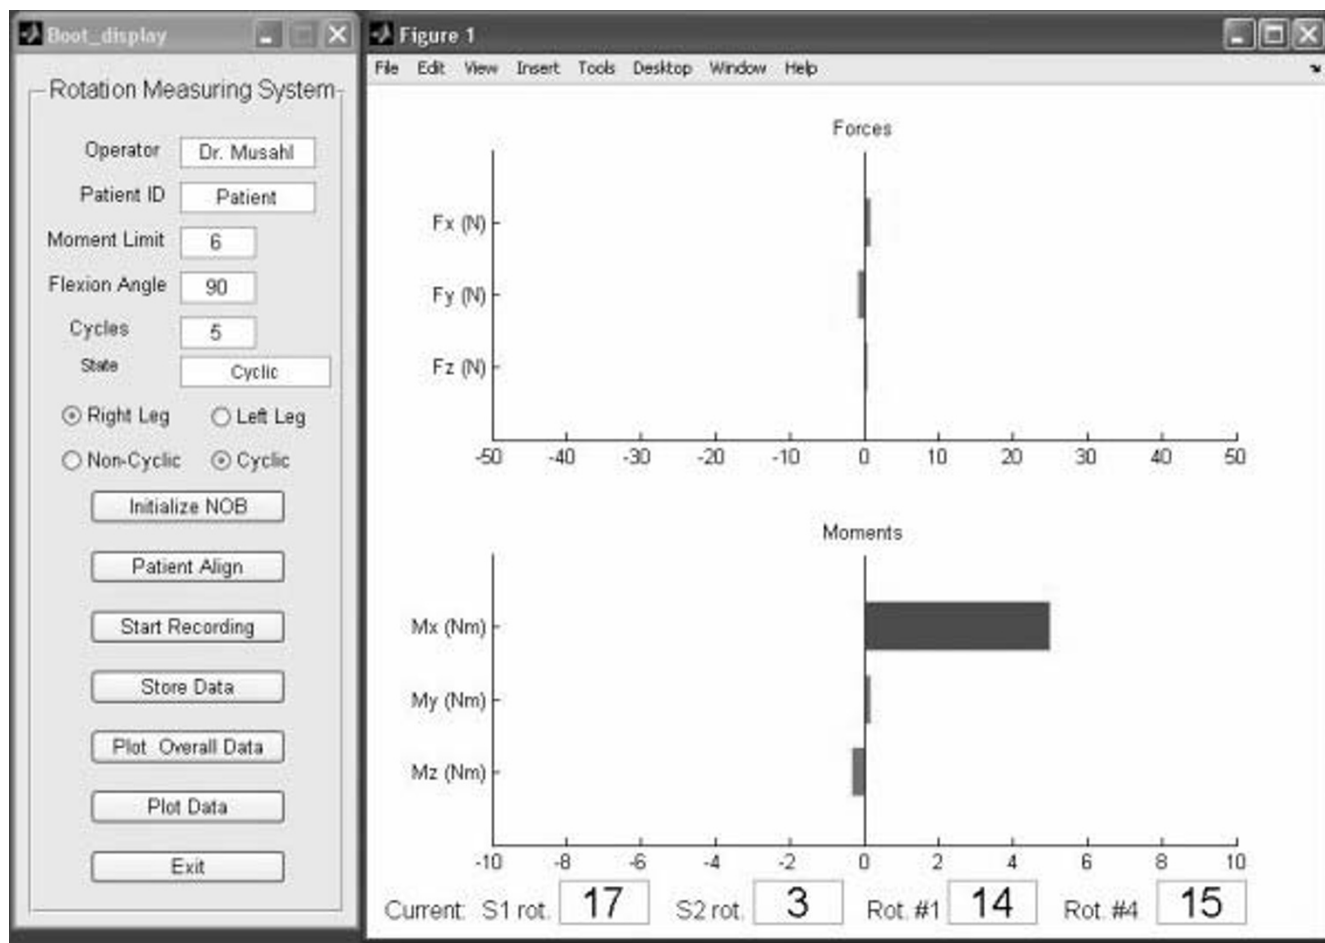 Boot_display
Rotation Measuring System
Operator Dr. Musahl
Patient ID Patient
Moment Limit 6
Flexion Angle 90
Cycles 5
State Cyclic
Right Leg Left Leg
Non-Cyclic Cyclic
Initialize NOB
Patient Align
Start Recording
Store Data
Plot Overall Data
Plot Data
Exit
Figure 1
File Edit View Insert Tools Desktop Window Help
Forces
Fx (N)
Fy (N)
Fz (N)
-50 -40 -30 -20 -10 0 10 20 30 40 50
Moments
Mx (Nm)
My (Nm)
Mz (Nm)
-10 -8 -6 -4 -2 0 2 4 6 8 10
Current: S1 rot. 17 S2 rot. 3 Rot. #1 14 Rot. #4 15